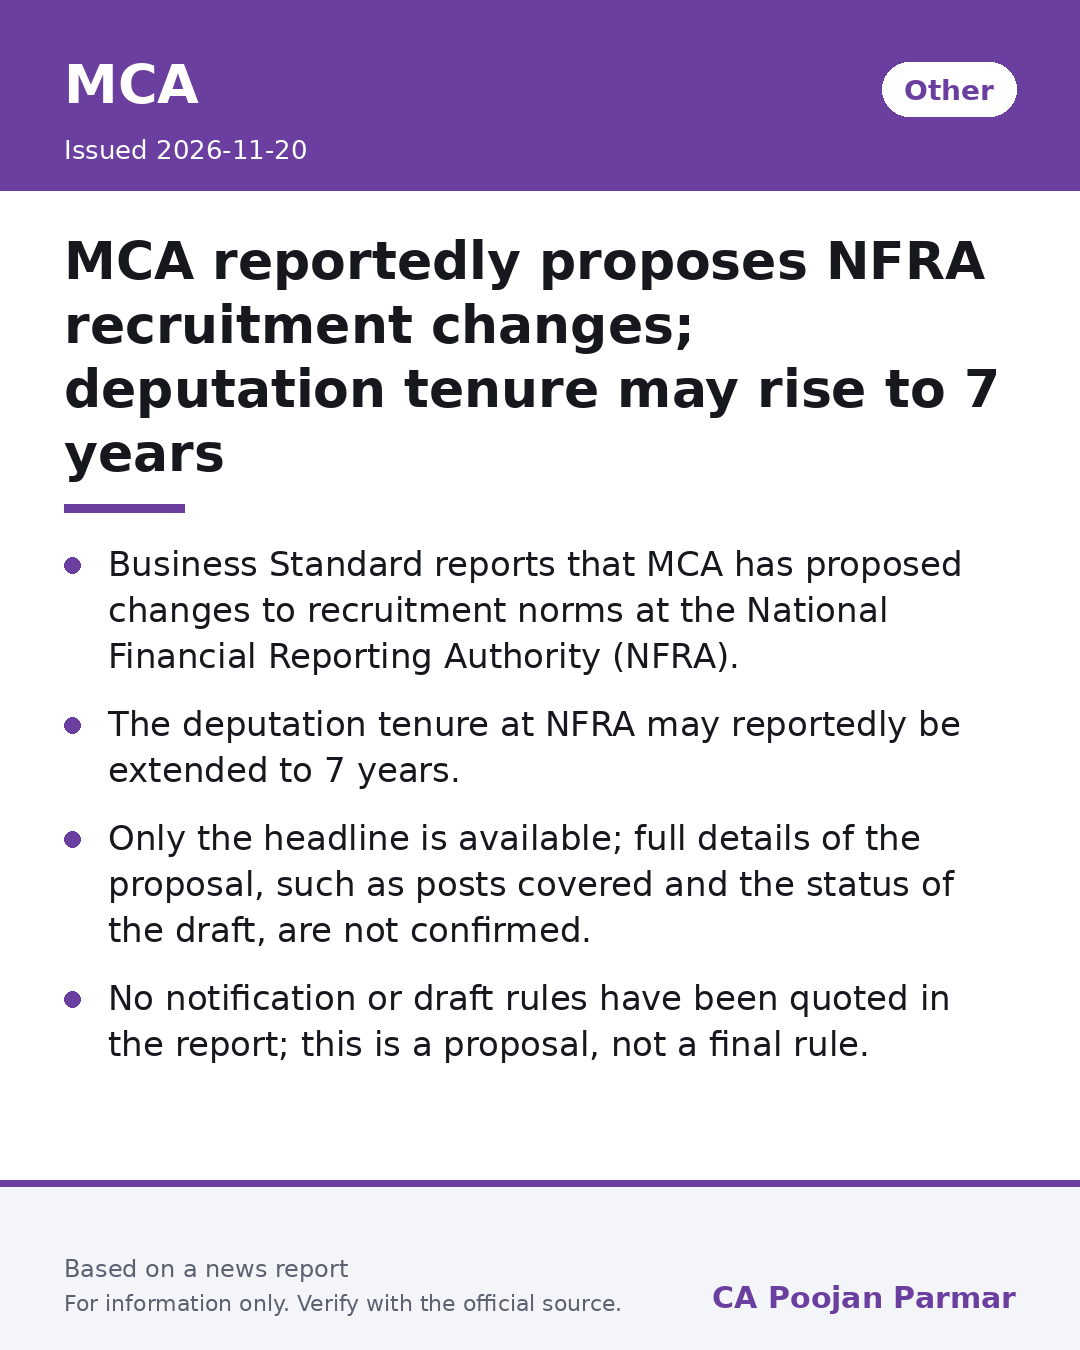 MCA
Other
Issued 2026-11-20
MCA reportedly proposes NFRA
recruitment changes;
deputation tenure may rise to 7
years
Business Standard reports that MCA has proposed
changes to recruitment norms at the National
Financial Reporting Authority (NFRA).
The deputation tenure at NFRA may reportedly be
extended to 7 years.
Only the headline is available; full details of the
proposal, such as posts covered and the status of
the draft, are not confirmed.
No notification or draft rules have been quoted in
the report; this is a proposal, not a final rule.
Based on a news report
For information only. Verify with the official source.
CA Poojan Parmar